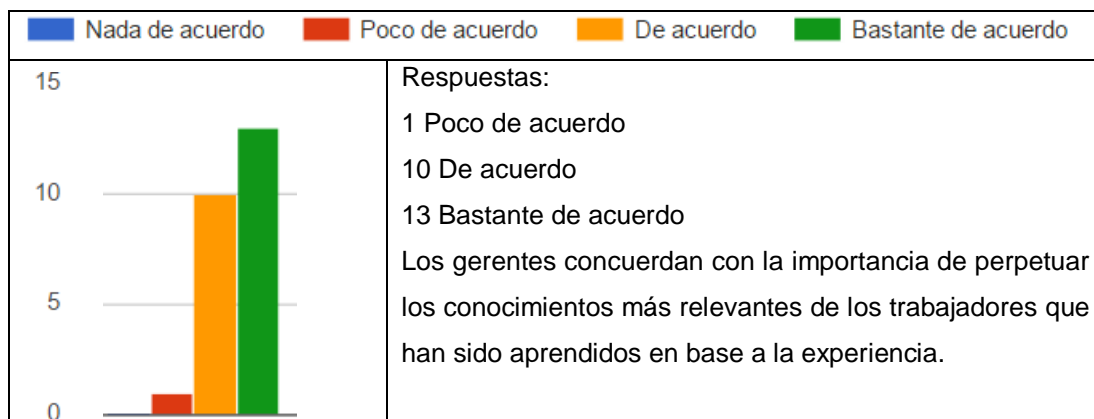 Nada de acuerdo Poco de acuerdo De acuerdo Bastante de acuerdo
15
10
5
0
Respuestas:
1 Poco de acuerdo
10 De acuerdo
13 Bastante de acuerdo
Los gerentes concuerdan con la importancia de perpetuar
los conocimientos más relevantes de los trabajadores que
han sido aprendidos en base a la experiencia.